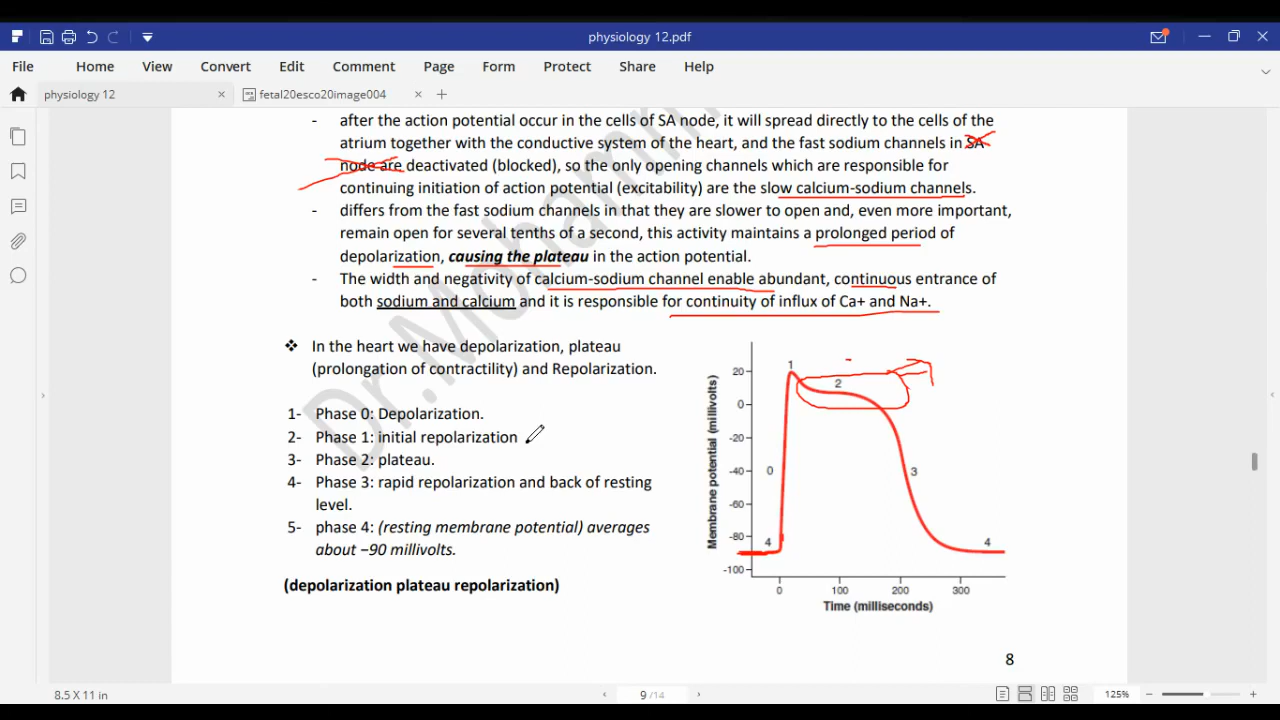 physiology 12.pdf
File Home View Convert Edit Comment Page Form Protect Share Help
physiology 12 fetal20esco20image004
- after the action potential occur in the cells of SA node, it will spread directly to the cells of the
atrium together with the conductive system of the heart, and the fast sodium channels in SA
node are deactivated (blocked), so the only opening channels which are responsible for
continuing initiation of action potential (excitability) are the slow calcium-sodium channels.
- differs from the fast sodium channels in that they are slower to open and, even more important,
remain open for several tenths of a second, this activity maintains a prolonged period of
depolarization, causing the plateau in the action potential.
- The width and negativity of calcium-sodium channel enable abundant, continuous entrance of
both sodium and calcium and it is responsible for continuity of influx of Ca+ and Na+.
❖ In the heart we have depolarization, plateau
(prolongation of contractility) and Repolarization.
1- Phase 0: Depolarization.
2- Phase 1: initial repolarization
3- Phase 2: plateau.
4- Phase 3: rapid repolarization and back of resting
level.
5- phase 4: (resting membrane potential) averages
about −90 millivolts.
(depolarization plateau repolarization)
Membrane potential (millivolts)
20
0
-20
-40
-60
-80
-100
1
2
0
3
4
4
0 100 200 300
Time (milliseconds)
Dr.Mohamm
8
8.5 X 11 in 9 /14 125%